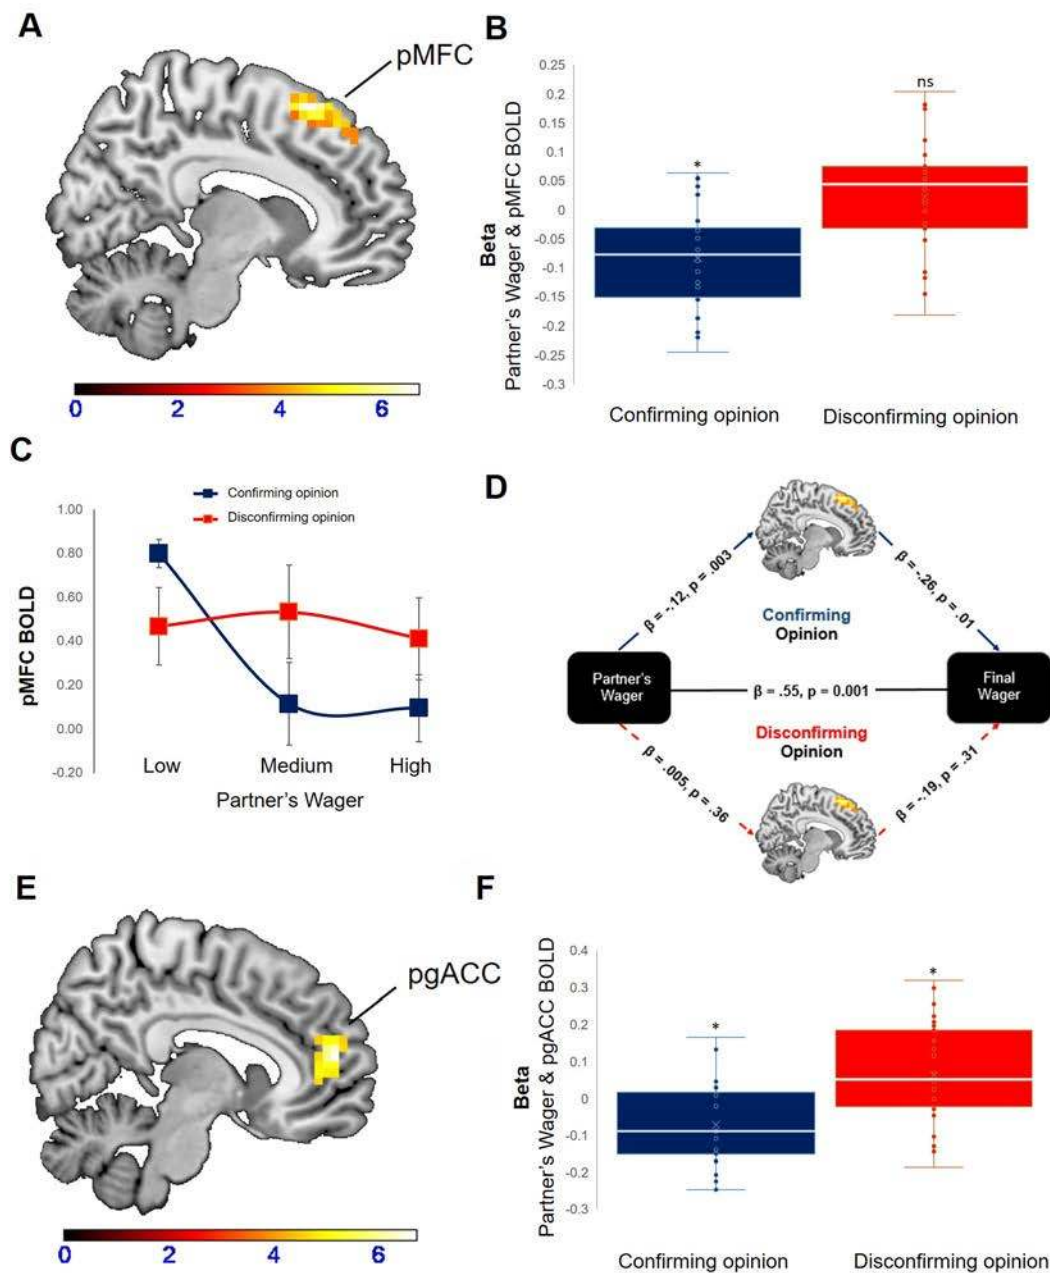 A
pMFC
0
2
4
6
B
Beta
Partner's Wager & pMFC BOLD
0.25
0.2
0.15
0.1
0.05
0
-0.05
-0.1
-0.15
-0.2
-0.25
-0.3
*
ns
Confirming opinion
Disconfirming opinion
C
Confirming opinion
Disconfirming opinion
pMFC BOLD
1.00
0.80
0.60
0.40
0.20
0.00
-0.20
Low
Medium
High
Partner's Wager
D
β = -.12, p = .003
β = -.26, p = .01
Confirming
Opinion
Partner's
Wager
β = .55, p = 0.001
Final
Wager
Disconfirming
Opinion
β = .005, p = .36
β = -.19, p = .31
E
pgACC
0
2
4
6
F
Beta
Partner's Wager & pgACC BOLD
0.4
0.3
0.2
0.1
0
-0.1
-0.2
-0.3
*
*
Confirming opinion
Disconfirming opinion